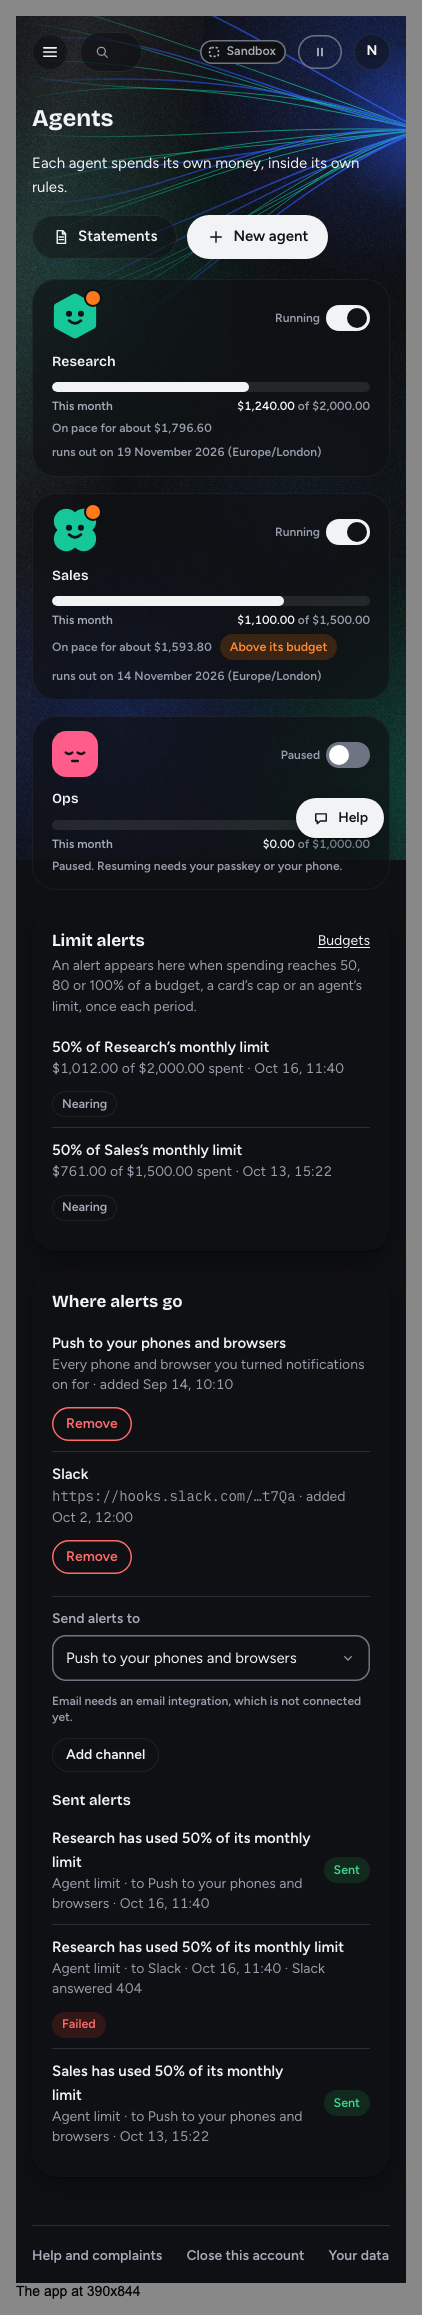 Sandbox
N
Agents
Each agent spends its own money, inside its own
rules.
Statements
New agent
Running
Research
This month
$1,240.00 of $2,000.00
On pace for about $1,796.60
runs out on 19 November 2026 (Europe/London)
Running
Sales
This month
$1,100.00 of $1,500.00
On pace for about $1,593.80
Above its budget
runs out on 14 November 2026 (Europe/London)
Paused
Ops
Help
This month
$0.00 of $1,000.00
Paused. Resuming needs your passkey or your phone.
Limit alerts
Budgets
An alert appears here when spending reaches 50,
80 or 100% of a budget, a card's cap or an agent's
limit, once each period.
50% of Research's monthly limit
$1,012.00 of $2,000.00 spent · Oct 16, 11:40
Nearing
50% of Sales's monthly limit
$761.00 of $1,500.00 spent · Oct 13, 15:22
Nearing
Where alerts go
Push to your phones and browsers
Every phone and browser you turned notifications
on for · added Sep 14, 10:10
Remove
Slack
https://hooks.slack.com/…t7Qa · added
Oct 2, 12:00
Remove
Send alerts to
Push to your phones and browsers
Email needs an email integration, which is not connected
yet.
Add channel
Sent alerts
Research has used 50% of its monthly
limit
Agent limit · to Push to your phones and
browsers · Oct 16, 11:40
Sent
Research has used 50% of its monthly limit
Agent limit · to Slack · Oct 16, 11:40 · Slack
answered 404
Failed
Sales has used 50% of its monthly
limit
Agent limit · to Push to your phones and
browsers · Oct 13, 15:22
Sent
Help and complaints
Close this account
Your data
The app at 390x844